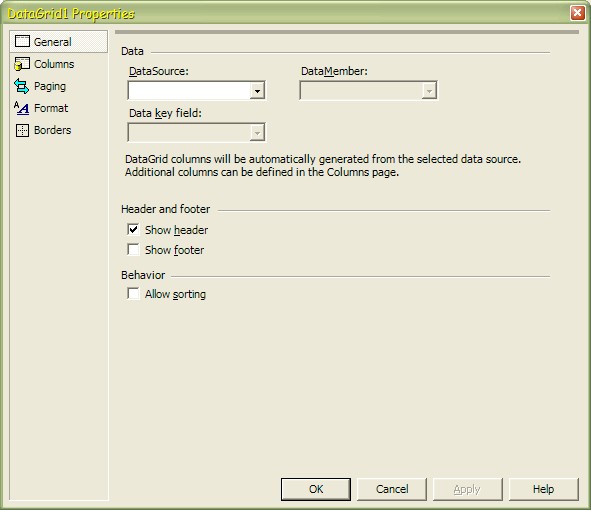 DataGrid1 Properties
General
Columns
Paging
Format
Borders
Data
DataSource:
DataMember:
Data key field:
DataGrid columns will be automatically generated from the selected data source.
Additional columns can be defined in the Columns page.
Header and footer
Show header
Show footer
Behavior
Allow sorting
OK
Cancel
Apply
Help